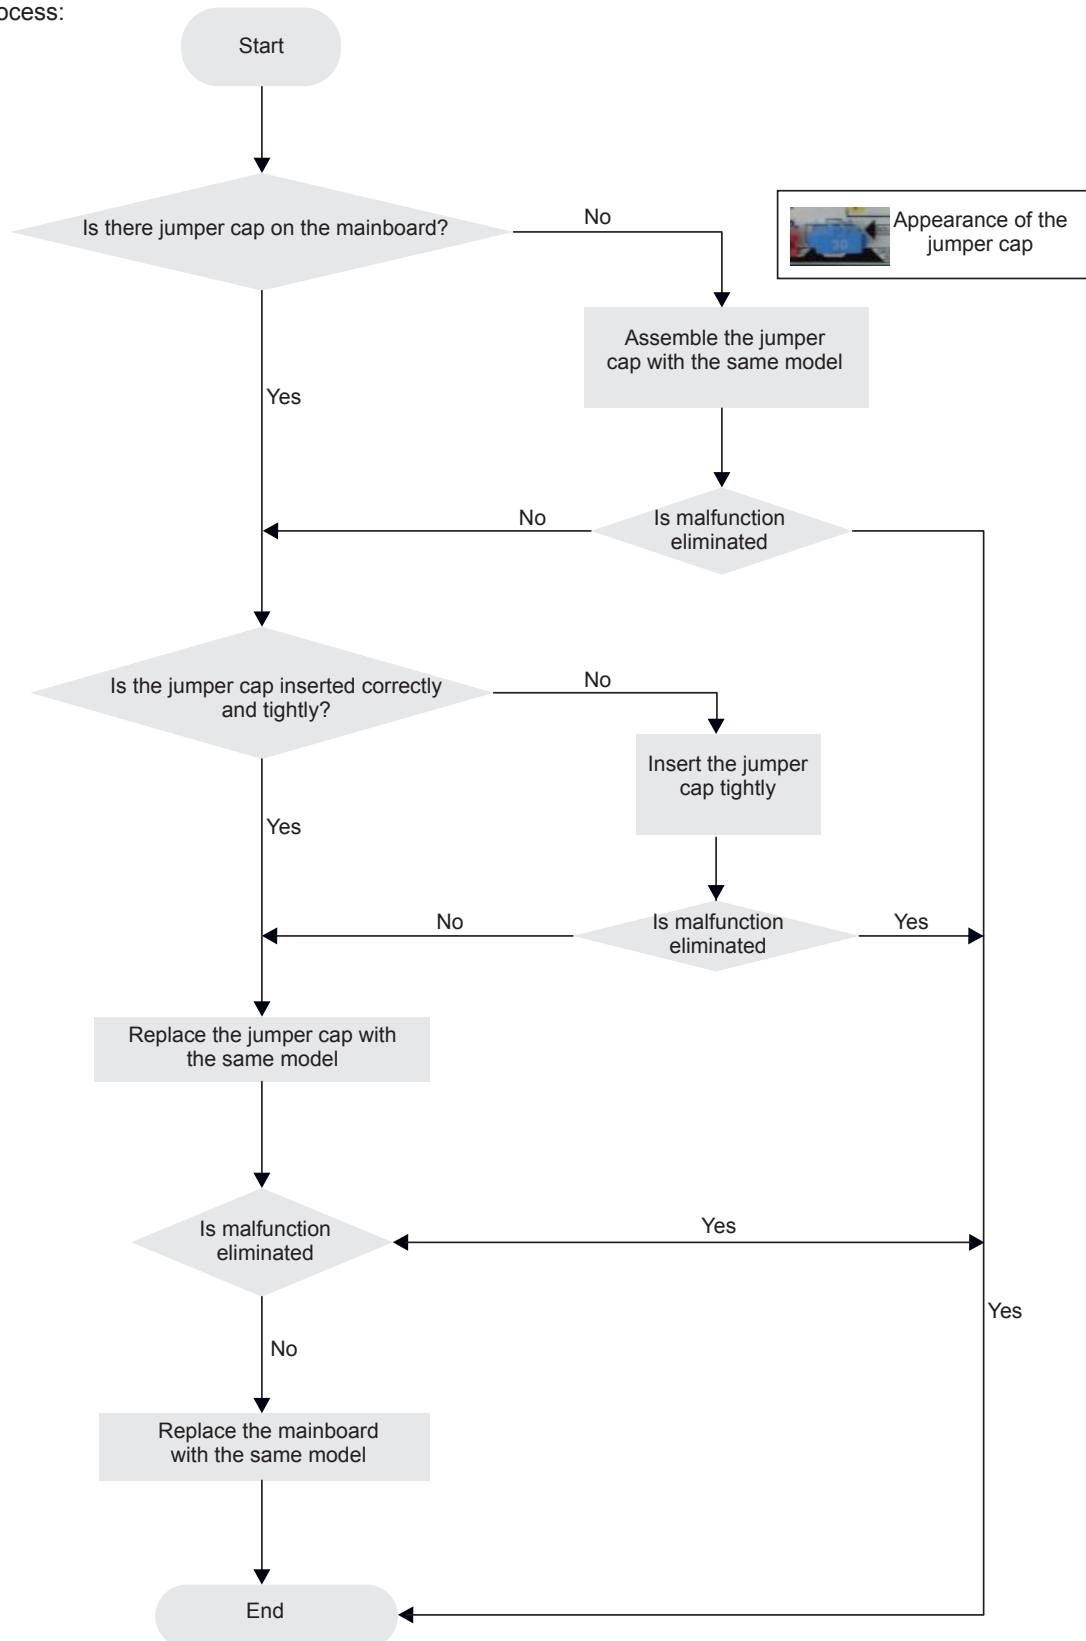 ocess:
Start
Is there jumper cap on the mainboard?
No
Appearance of the
jumper cap
20
Assemble the jumper
cap with the same model
Yes
No
Is malfunction
eliminated
Is the jumper cap inserted correctly
and tightly?
No
Insert the jumper
cap tightly
Yes
No
Is malfunction
eliminated
Yes
Replace the jumper cap with
the same model
Is malfunction
eliminated
Yes
Yes
No
Replace the mainboard
with the same model
End